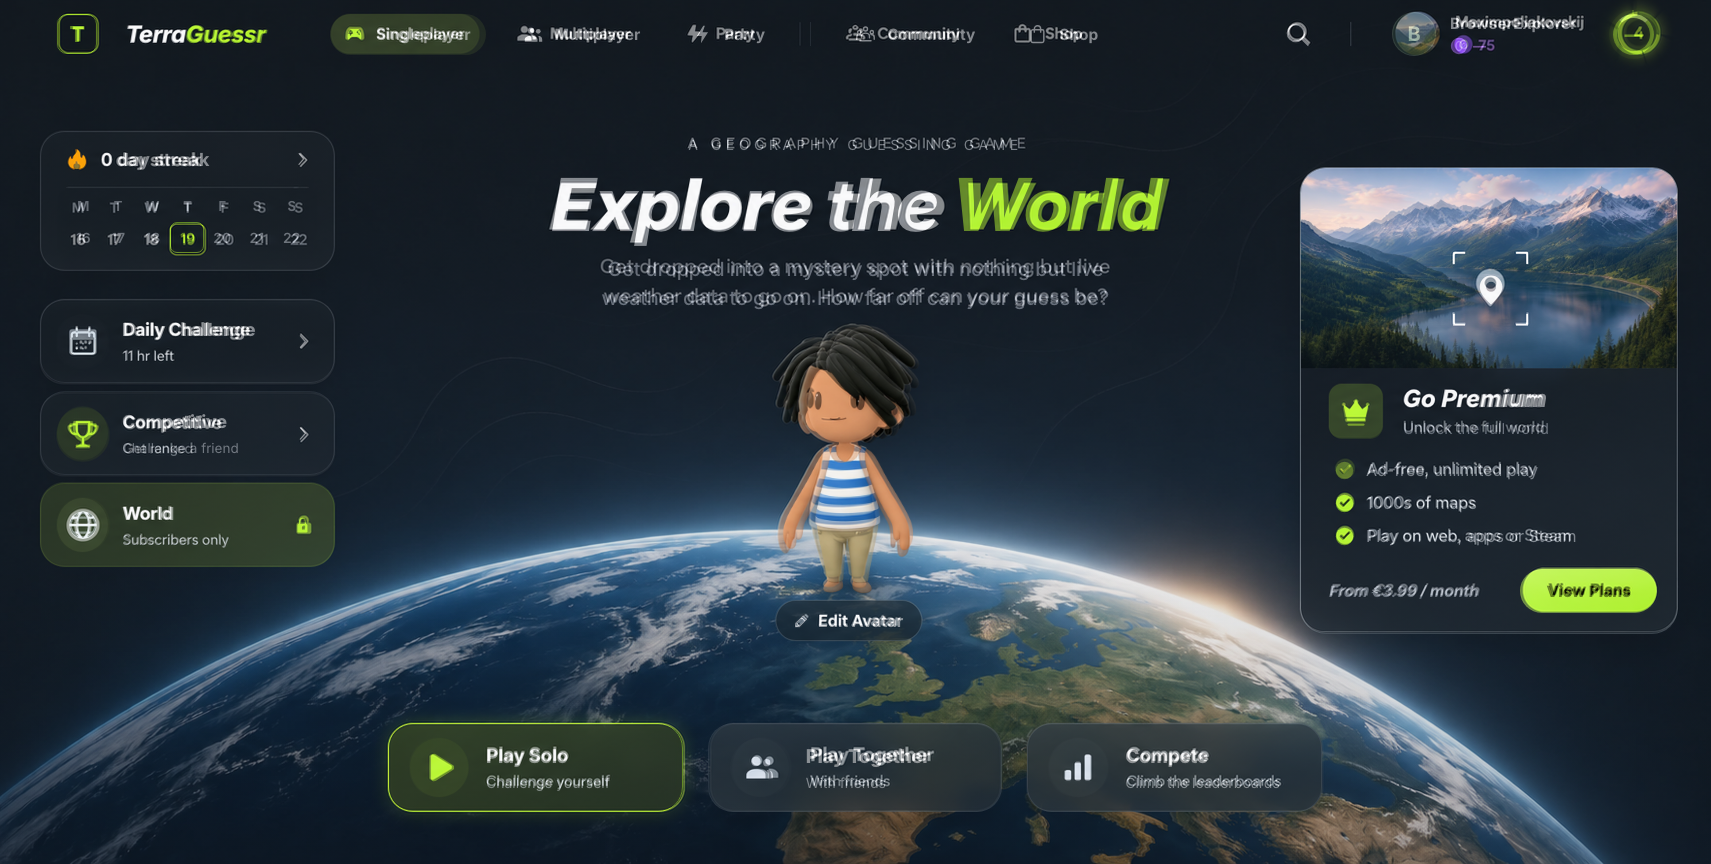 T
TerraGuessr
Singleplayer
Multiplayer
Party
Community
Shop
B
75
4
0 day streak
M T W T F S S
16 17 18 19 20 21 22
Daily Challenge
11 hr left
Competitive
a friend
World
Subscribers only
A GEOGRAPHY GUESSING GAME
Explore the World
Get dropped into a mystery spot with nothing but live
weather data to go on. How far off can your guess be?
Edit Avatar
Go Premium
Unlock the full world
Ad-free, unlimited play
1000s of maps
Play on web, apps or Steam
From €3.99 / month
View Plans
Play Solo
Challenge yourself
Play Together
With friends
Compete
Climb the leaderboards